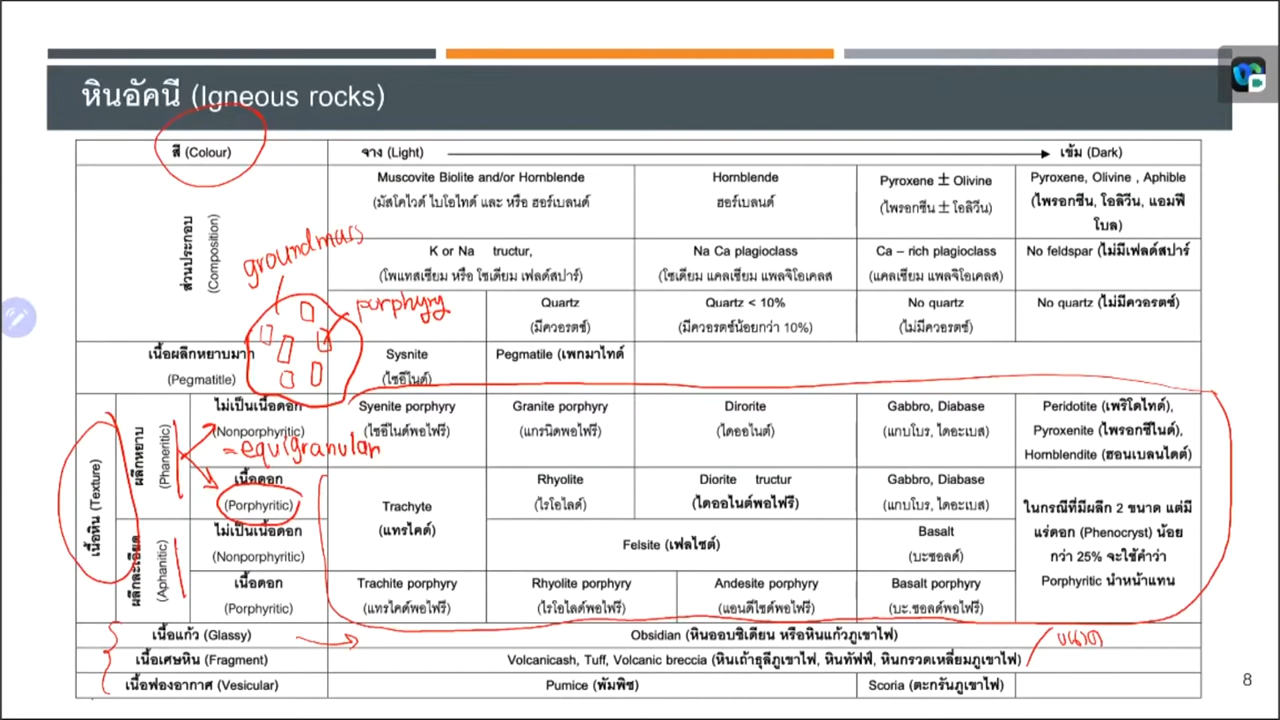 หินอัคนี (Igneous rocks)
สี (Colour)
จาง (Light)
เข้ม (Dark)
ส่วนประกอบ
(Composition)
Muscovite Biolite and/or Hornblende
(มัสโคไวด์ ไบโอไทด์ และ หรือ ฮอร์เบลนด์
Hornblende
ฮอร์เบลนด์
Pyroxene ± Olivine
(ไพรอกซีน ± โอลิวีน)
Pyroxene, Olivine , Aphible
(ไพรอกซีน, โอลิวีน, แอมฟี
โบล)
K or Na tructur,
(โพแทสเซียม หรือ โซเดียม เฟลด์สปาร์)
Na Ca plagioclass
(โซเดียม แคลเซียม แพลจิโอเคลส
Ca – rich plagioclass
(แคลเซียม แพลจิโอเคลส)
No feldspar (ไม่มีเฟลด์สปาร์
groundmars
porphyry
Quartz
(มีควอรตซ์)
Quartz < 10%
(มีควอรตซ์น้อยกว่า 10%)
No quartz
(ไม่มีควอรตซ์)
No quartz (ไม่มีควอรตซ์)
เนื้อผลึกหยาบมาก
(Pegmatitle)
Sysnite
(ไซอีไนต์)
Pegmatile (เพกมาไทด์
เนื้อหิน (Texture)
ผลึกหยาบ
(Phaneritic)
ไม่เป็นเนื้อดอก
(Nonporphyritic)
= equigranular
Syenite porphyry
(ไซอีไนต์พอไฟรี)
Granite porphyry
(แกรนิตพอไฟรี)
Dirorite
(ไดออไนต์)
Gabbro, Diabase
(แกบโบร, ไดอะเบส)
Peridotite (เพริโดไทด์),
Pyroxenite (ไพรอกซีไนต์),
Hornblendite (ฮอนเบลนไดต์)
เนื้อดอก
(Porphyritic)
Trachyte
(แทรไคต์)
Rhyolite
(ไรโอไลต์)
Diorite tructur
(ไดออไนต์พอไฟรี)
Gabbro, Diabase
(แกบโบร, ไดอะเบส)
ในกรณีที่มีผลึก 2 ขนาด แต่มี
แร่ดอก (Phenocryst) น้อย
กว่า 25% จะใช้คำว่า
Porphyritic นำหน้าแทน
ผลึกละเอียด
(Aphanitic)
ไม่เป็นเนื้อดอก
(Nonporphyritic)
Felsite (เฟลไซต์)
Basalt
(บะซอลต์)
เนื้อดอก
(Porphyritic)
Trachite porphyry
(แทรไคต์พอไฟรี)
Rhyolite porphyry
(ไรโอไลต์พอไฟรี)
Andesite porphyry
(แอนดีไซต์พอไฟรี)
Basalt porphyry
(บะ.ซอลต์พอไฟรี)
เนื้อแก้ว (Glassy)
Obsidian (หินออบซิเดียน หรือหินแก้วภูเขาไฟ)
เนื้อเศษหิน (Fragment)
Volcanicash, Tuff, Volcanic breccia (หินเถ้าธุลีภูเขาไฟ, หินทัฟฟ์, หินกรวดเหลี่ยมภูเขาไฟ)
เนื้อฟองอากาศ (Vesicular)
Pumice (พัมพิซ)
Scoria (ตะกรันภูเขาไฟ)
8